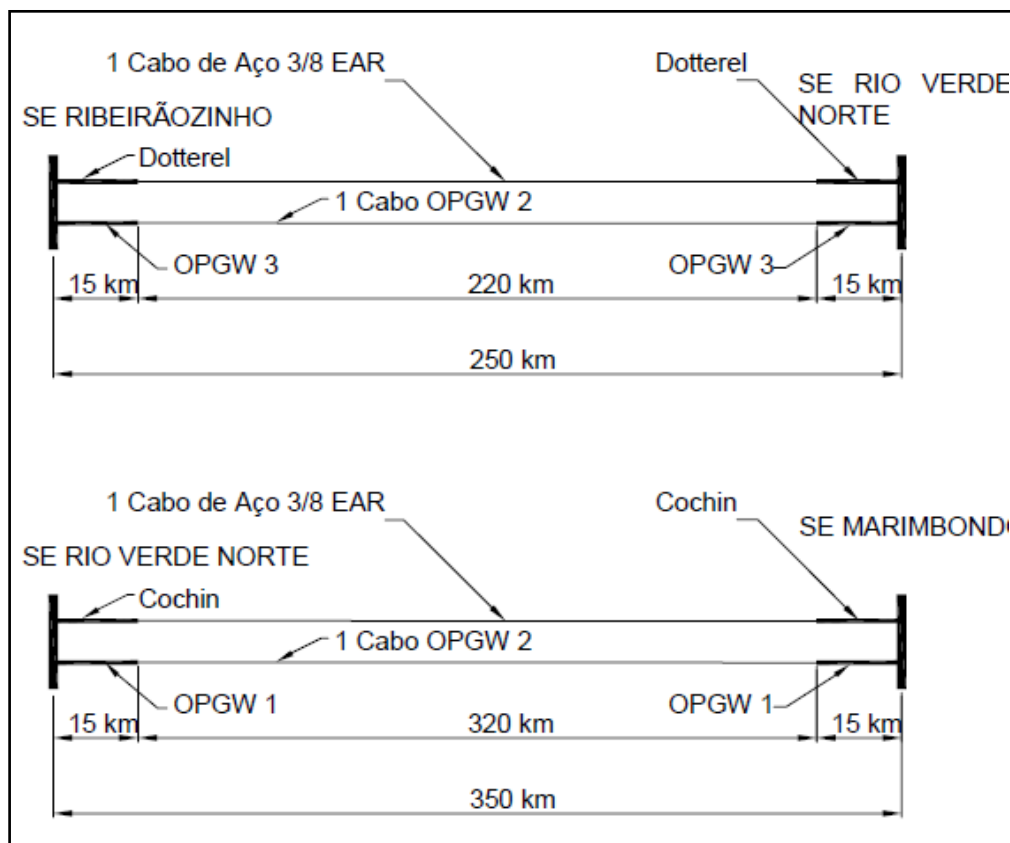 1 Cabo de Aço 3/8 EAR
Dotterel
SE RIO VERDE
NORTE
SE RIBEIRÃOZINHO
Dotterel
1 Cabo OPGW 2
OPGW 3
OPGW 3
15 km
220 km
15 km
250 km
1 Cabo de Aço 3/8 EAR
Cochin
SE MARIMBONDO
SE RIO VERDE NORTE
Cochin
1 Cabo OPGW 2
OPGW 1
OPGW 1
15 km
320 km
15 km
350 km